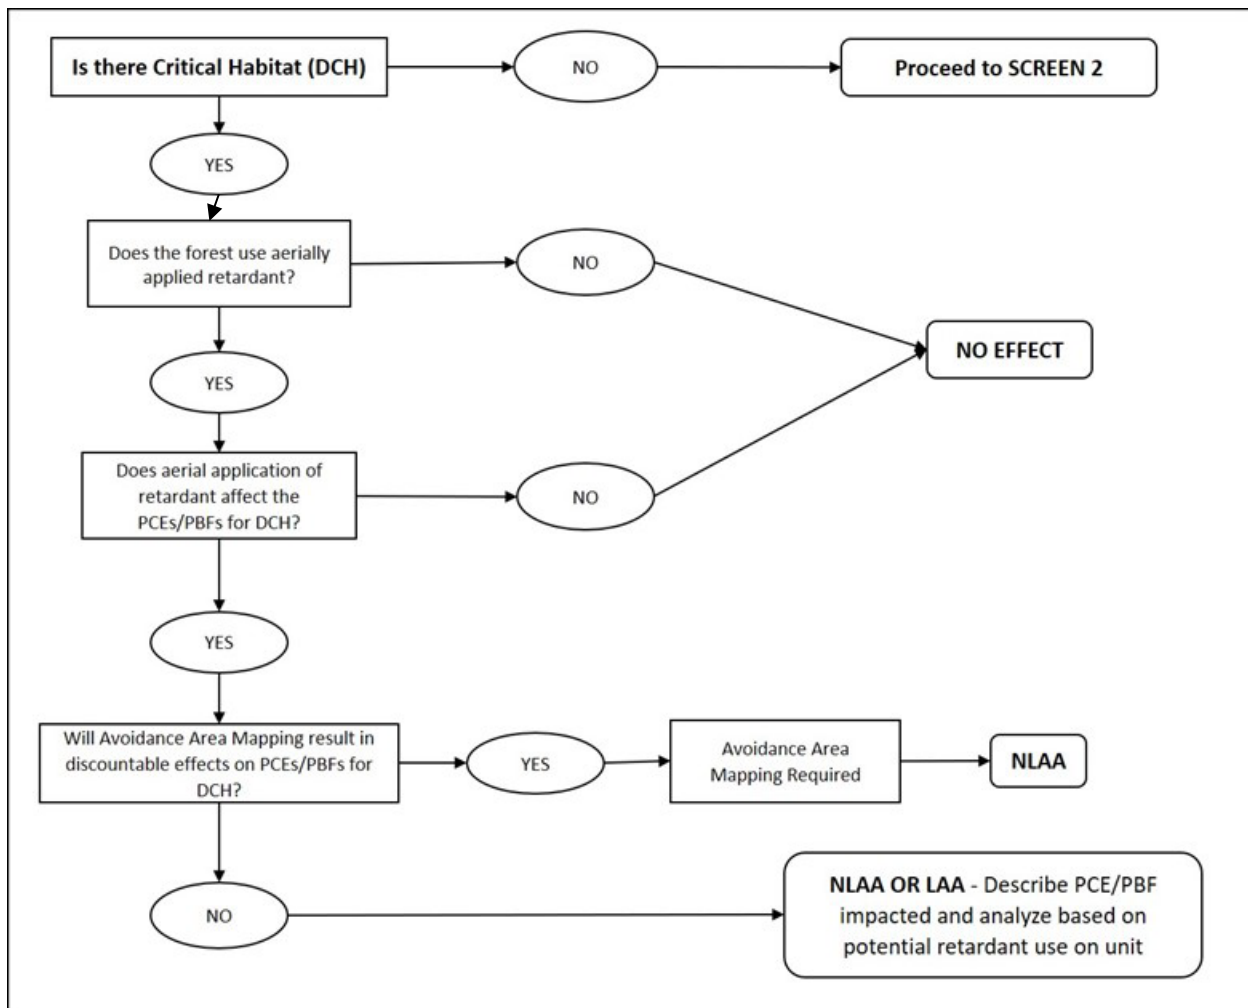 Is there Critical Habitat (DCH)
NO
Proceed to SCREEN 2
YES
Does the forest use aerially
applied retardant?
NO
NO EFFECT
YES
Does aerial application of
retardant affect the
PCEs/PBFs for DCH?
NO
YES
Will Avoidance Area Mapping result in
discountable effects on PCEs/PBFs for
DCH?
YES
Avoidance Area
Mapping Required
NLAA
NO
NLAA OR LAA - Describe PCE/PBF
impacted and analyze based on
potential retardant use on unit